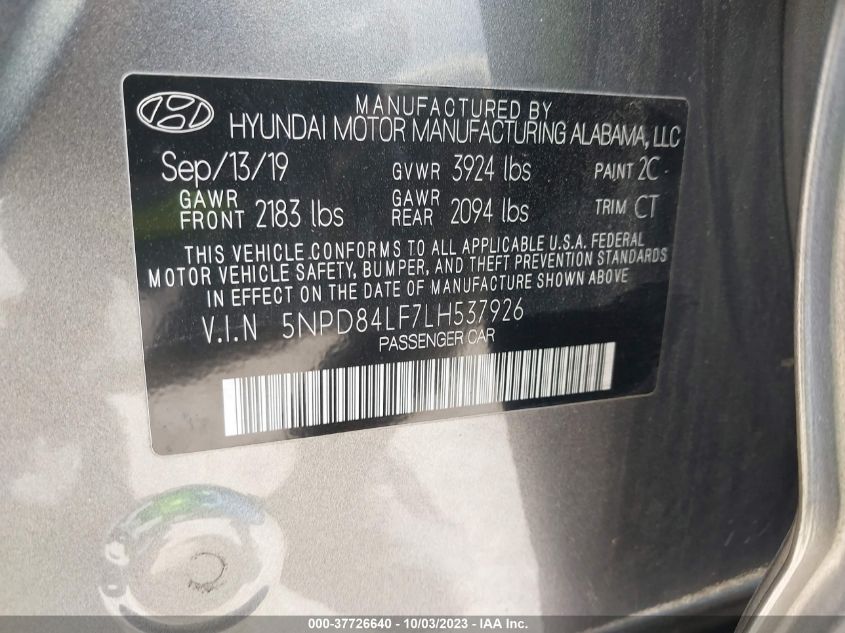 MANUFACTURED BY
HYUNDAI MOTOR MANUFACTURING ALABAMA, LLC
Sep/13/19 GVWR 3924 lbs PAINT 2C
GAWR FRONT 2183 lbs GAWR REAR 2094 lbs TRIM CT
THIS VEHICLE CONFORMS TO ALL APPLICABLE U.S.A. FEDERAL
MOTOR VEHICLE SAFETY, BUMPER, AND THEFT PREVENTION STANDARDS
IN EFFECT ON THE DATE OF MANUFACTURE SHOWN ABOVE
V.I.N 5NPD84LF7LH537926
PASSENGER CAR
000-37726640 - 10/03/2023 - IAA Inc.